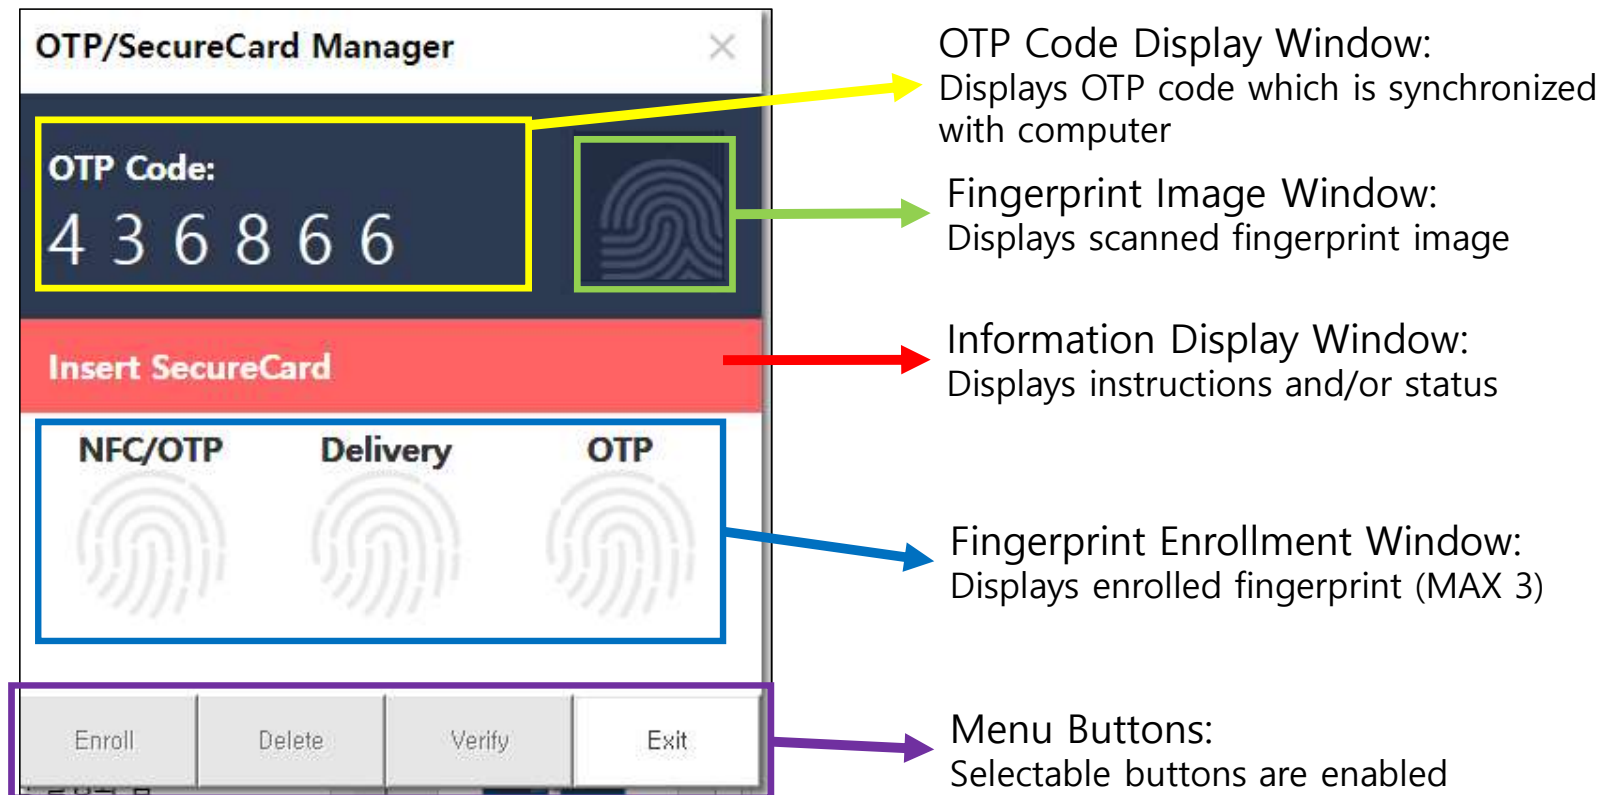 OTP/SecureCard Manager
OTP Code:
4 3 6 8 6 6
Insert SecureCard
NFC/OTP Delivery OTP
Enroll Delete Verify Exit
OTP Code Display Window:
Displays OTP code which is synchronized
with computer
Fingerprint Image Window:
Displays scanned fingerprint image
Information Display Window:
Displays instructions and/or status
Fingerprint Enrollment Window:
Displays enrolled fingerprint (MAX 3)
Menu Buttons:
Selectable buttons are enabled